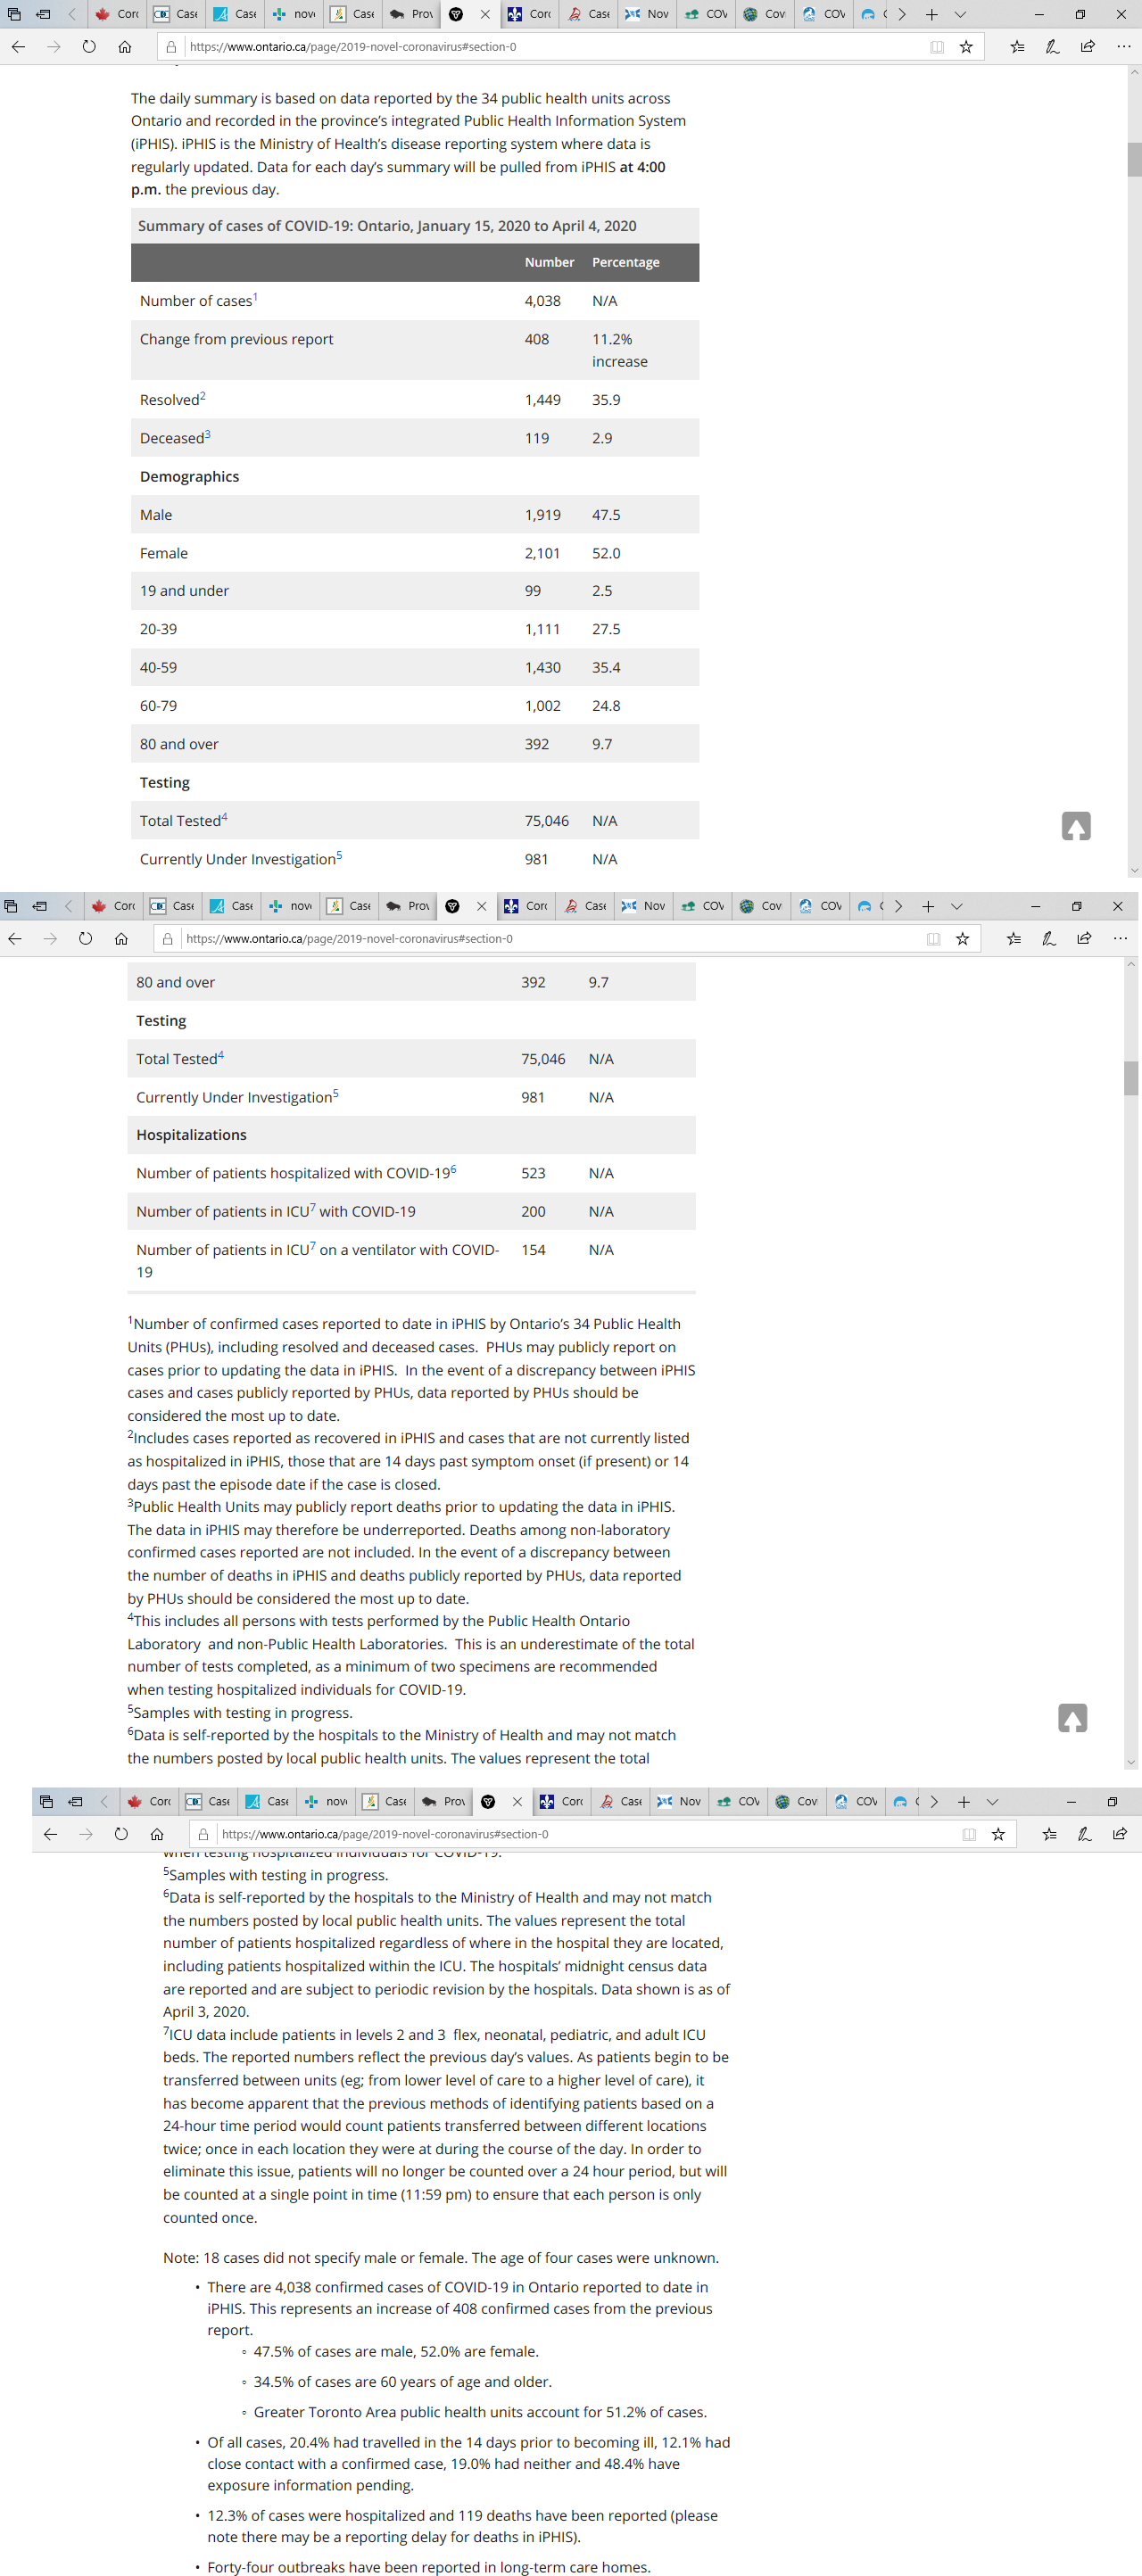 Corc Case Case nove Case Prov Corc Case Nov COV Cov COV
https://www.ontario.ca/page/2019-novel-coronavirus#section-0
The daily summary is based on data reported by the 34 public health units across
Ontario and recorded in the province's integrated Public Health Information System
(iPHIS). iPHIS is the Ministry of Health's disease reporting system where data is
regularly updated. Data for each day's summary will be pulled from iPHIS at 4:00
p.m. the previous day.
Summary of cases of COVID-19: Ontario, January 15, 2020 to April 4, 2020
Number Percentage
Number of cases1 4,038 N/A
Change from previous report 408 11.2%
increase
Resolved2 1,449 35.9
Deceased3 119 2.9
Demographics
Male 1,919 47.5
Female 2,101 52.0
19 and under 99 2.5
20-39 1,111 27.5
40-59 1,430 35.4
60-79 1,002 24.8
80 and over 392 9.7
Testing
Total Tested4 75,046 N/A
Currently Under Investigation5 981 N/A
Corc Case Case nove Case Prov Corc Case Nov COV Cov COV
https://www.ontario.ca/page/2019-novel-coronavirus#section-0
80 and over 392 9.7
Testing
Total Tested4 75,046 N/A
Currently Under Investigation5 981 N/A
Hospitalizations
Number of patients hospitalized with COVID-196 523 N/A
Number of patients in ICU7 with COVID-19 200 N/A
Number of patients in ICU7 on a ventilator with COVID- 154 N/A
19
1Number of confirmed cases reported to date in iPHIS by Ontario's 34 Public Health
Units (PHUs), including resolved and deceased cases. PHUs may publicly report on
cases prior to updating the data in iPHIS. In the event of a discrepancy between iPHIS
cases and cases publicly reported by PHUs, data reported by PHUs should be
considered the most up to date.
2Includes cases reported as recovered in iPHIS and cases that are not currently listed
as hospitalized in iPHIS, those that are 14 days past symptom onset (if present) or 14
days past the episode date if the case is closed.
3Public Health Units may publicly report deaths prior to updating the data in iPHIS.
The data in iPHIS may therefore be underreported. Deaths among non-laboratory
confirmed cases reported are not included. In the event of a discrepancy between
the number of deaths in iPHIS and deaths publicly reported by PHUs, data reported
by PHUs should be considered the most up to date.
4This includes all persons with tests performed by the Public Health Ontario
Laboratory and non-Public Health Laboratories. This is an underestimate of the total
number of tests completed, as a minimum of two specimens are recommended
when testing hospitalized individuals for COVID-19.
5Samples with testing in progress.
6Data is self-reported by the hospitals to the Ministry of Health and may not match
the numbers posted by local public health units. The values represent the total
Corc Case Case nove Case Prov Corc Case Nov COV Cov COV
https://www.ontario.ca/page/2019-novel-coronavirus#section-0
when testing hospitalized individuals for COVID-19.
5Samples with testing in progress.
6Data is self-reported by the hospitals to the Ministry of Health and may not match
the numbers posted by local public health units. The values represent the total
number of patients hospitalized regardless of where in the hospital they are located,
including patients hospitalized within the ICU. The hospitals' midnight census data
are reported and are subject to periodic revision by the hospitals. Data shown is as of
April 3, 2020.
7ICU data include patients in levels 2 and 3 flex, neonatal, pediatric, and adult ICU
beds. The reported numbers reflect the previous day's values. As patients begin to be
transferred between units (eg; from lower level of care to a higher level of care), it
has become apparent that the previous methods of identifying patients based on a
24-hour time period would count patients transferred between different locations
twice; once in each location they were at during the course of the day. In order to
eliminate this issue, patients will no longer be counted over a 24 hour period, but will
be counted at a single point in time (11:59 pm) to ensure that each person is only
counted once.
Note: 18 cases did not specify male or female. The age of four cases were unknown.
• There are 4,038 confirmed cases of COVID-19 in Ontario reported to date in
iPHIS. This represents an increase of 408 confirmed cases from the previous
report.
◦ 47.5% of cases are male, 52.0% are female.
◦ 34.5% of cases are 60 years of age and older.
◦ Greater Toronto Area public health units account for 51.2% of cases.
• Of all cases, 20.4% had travelled in the 14 days prior to becoming ill, 12.1% had
close contact with a confirmed case, 19.0% had neither and 48.4% have
exposure information pending.
• 12.3% of cases were hospitalized and 119 deaths have been reported (please
note there may be a reporting delay for deaths in iPHIS).
• Forty-four outbreaks have been reported in long-term care homes.